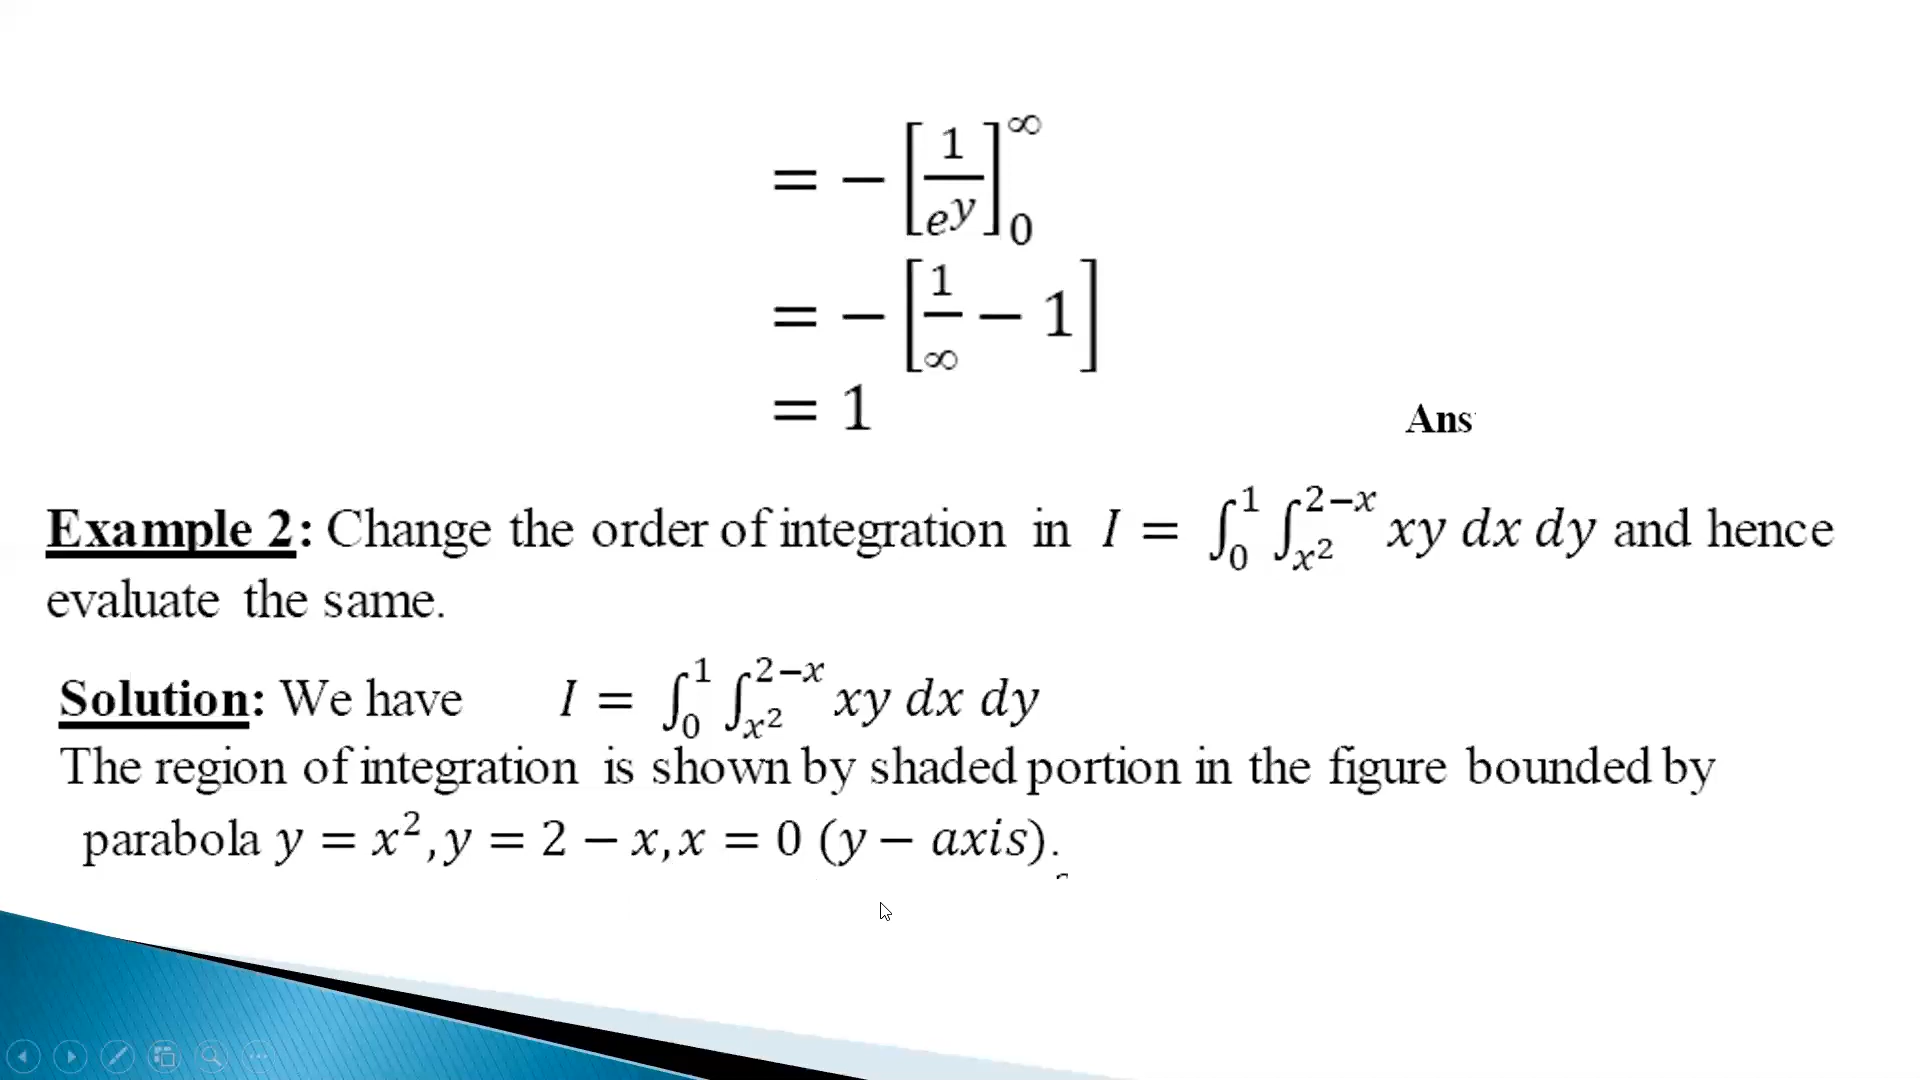 = − [1/e^y]_0^∞
= − [1/∞ − 1]
= 1
Ans
Example 2: Change the order of integration in I = ∫_0^1 ∫_{x^2}^{2−x} xy dx dy and hence
evaluate the same.
Solution: We have I = ∫_0^1 ∫_{x^2}^{2−x} xy dx dy
The region of integration is shown by shaded portion in the figure bounded by
parabola y = x^2, y = 2 − x, x = 0 (y − axis).